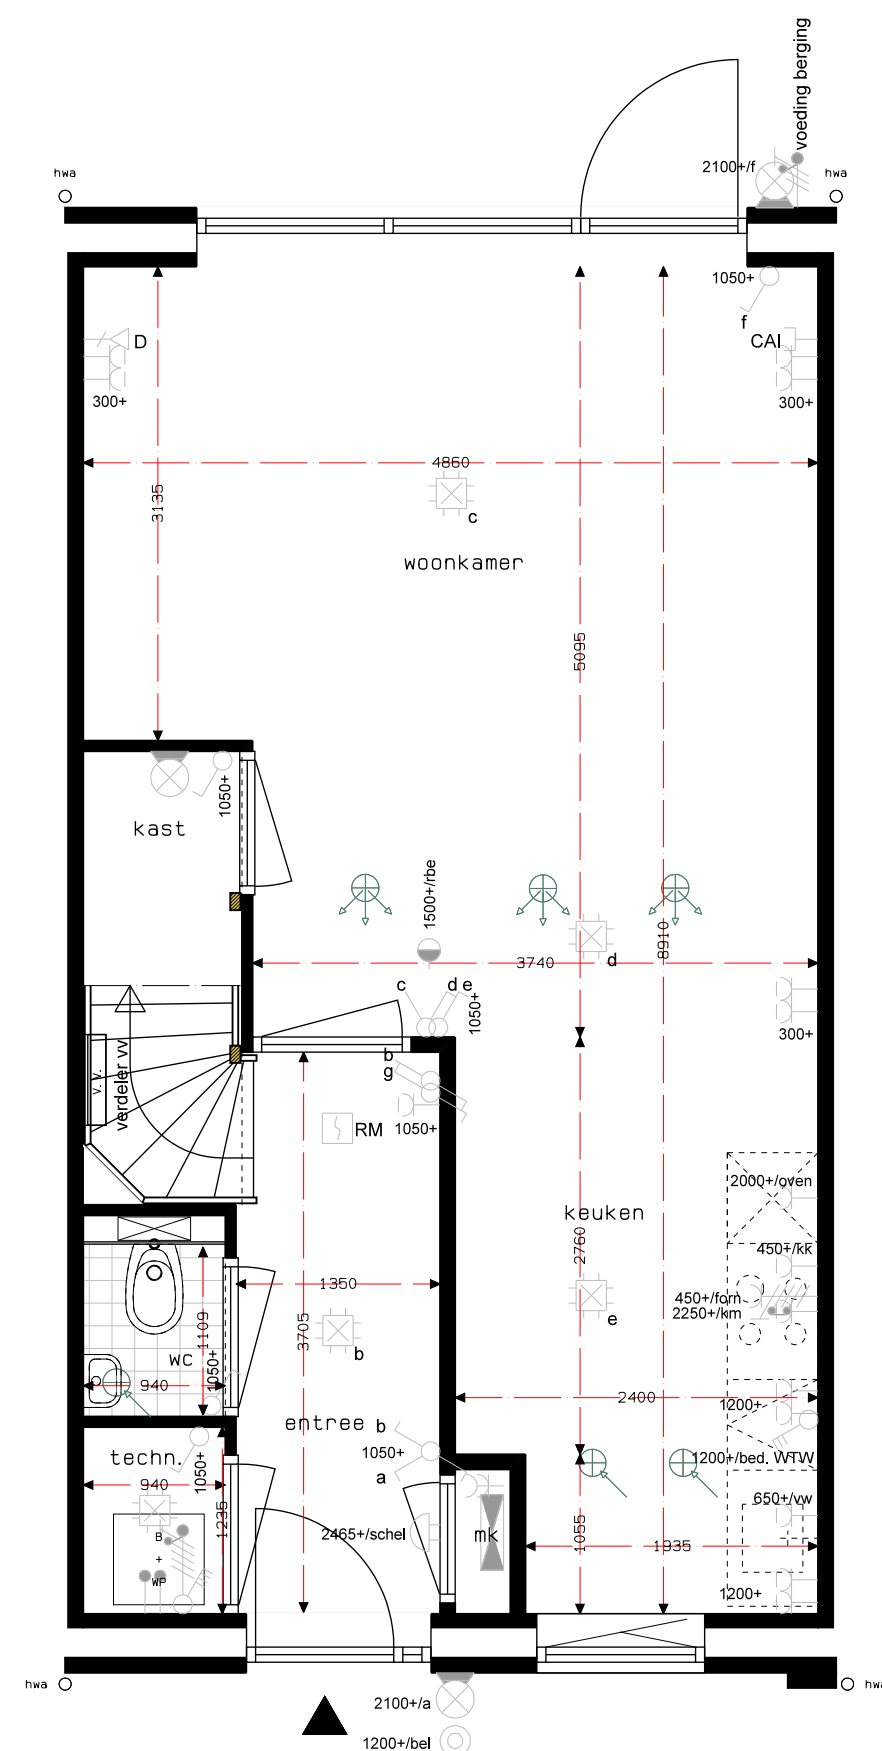 voeding berging
hwa
2100+/f
hwa
1050+
f
D
CAI
300+
300+
4860
3135
c
woonkamer
5095
1050+
kast
1500+/rbe
8910
3740
d
c
d e
1050+
300+
b
g
V.V.
verdeler vv
RM
1050+
2000+/oven
keuken
2760
450+/kk
1350
450+/forn
2250+/km
e
3705
1109
b
wc
1050+
940
2400
1200+
entree
b
1050+
a
techn.
1050+
1200+/bed. WTW
940
650+/vw
1235
2465+/schel
mk
1055
1935
B
+
WP
1200+
hwa
hwa
2100+/a
1200+/bel